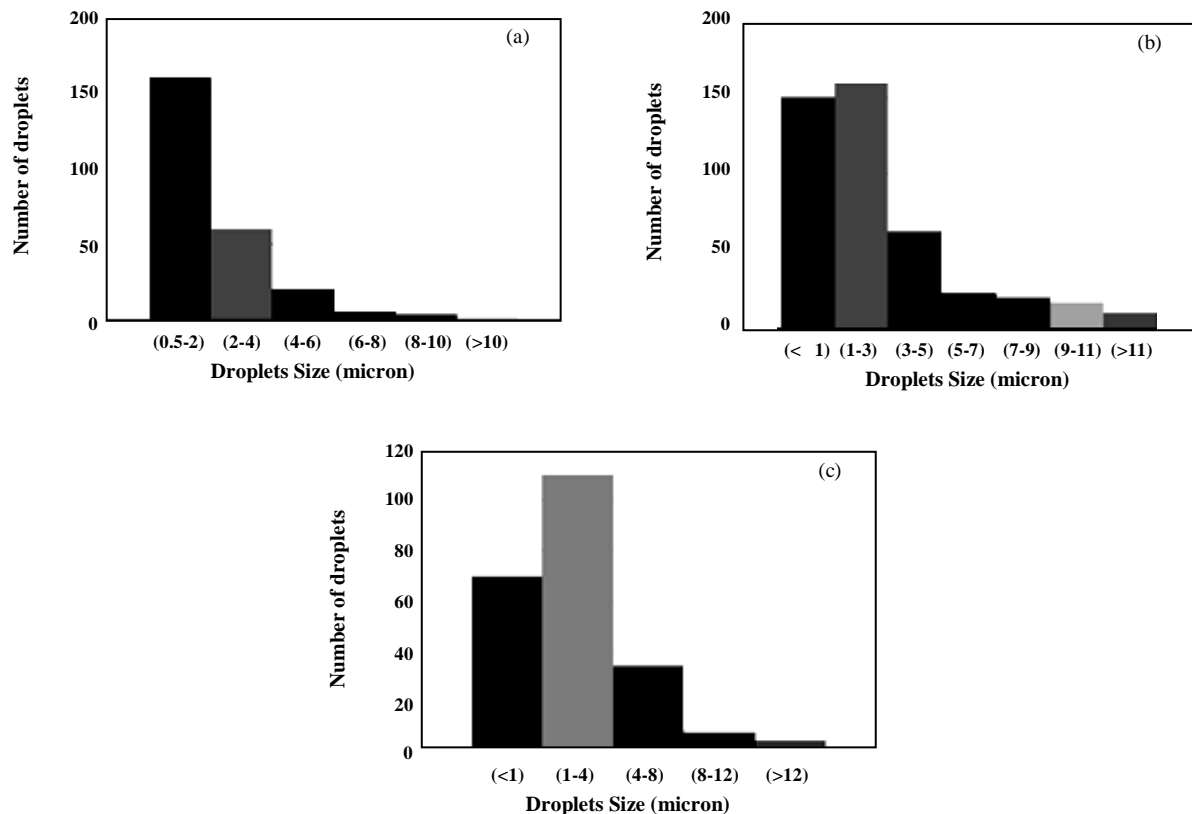 (a)
Number of droplets
200
150
100
50
0
(0.5-2) (2-4) (4-6) (6-8) (8-10) (>10)
Droplets Size (micron)
(b)
Number of droplets
200
150
100
50
0
(< 1) (1-3) (3-5) (5-7) (7-9) (9-11) (>11)
Droplets Size (micron)
(c)
Number of droplets
120
100
80
60
40
20
0
(<1) (1-4) (4-8) (8-12) (>12)
Droplets Size (micron)